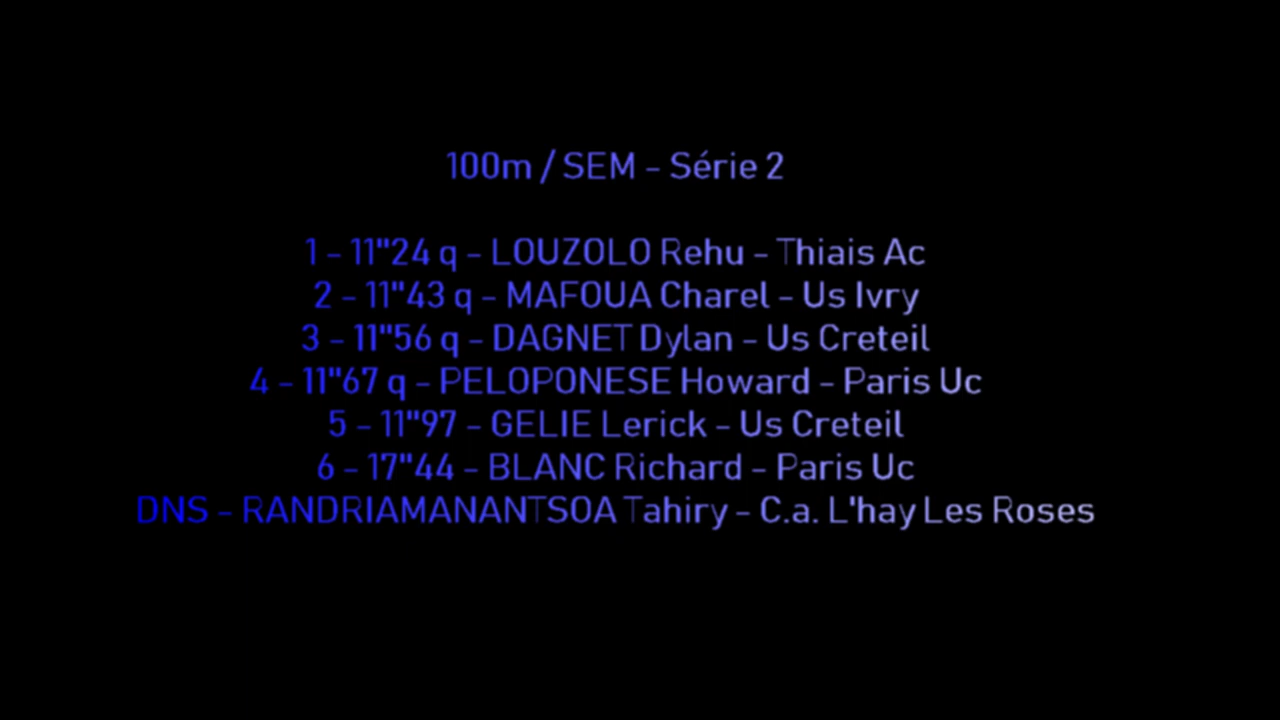 100m / SEM - Série 2
1 - 11"24 q - LOUZOLO Rehu - Thiais Ac
2 - 11"43 q - MAFOUA Charel - Us Ivry
3 - 11"56 q - DAGNET Dylan - Us Creteil
4 - 11"67 q - PELOPONESE Howard - Paris Uc
5 - 11"97 - GELIE Lerick - Us Creteil
6 - 17"44 - BLANC Richard - Paris Uc
DNS - RANDRIAMANANTSOA Tahiry - C.a. L'hay Les Roses